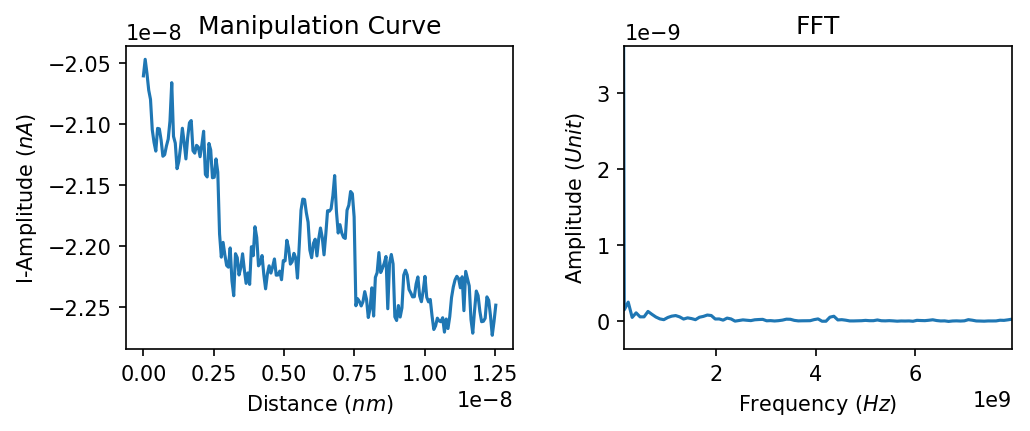 Manipulation Curve
1e−8
−2.05
−2.10
−2.15
−2.20
−2.25
I-Amplitude (nA)
0.00 0.25 0.50 0.75 1.00 1.25
1e−8
Distance (nm)
FFT
1e−9
3
2
1
0
Amplitude (Unit)
2 4 6
1e9
Frequency (Hz)